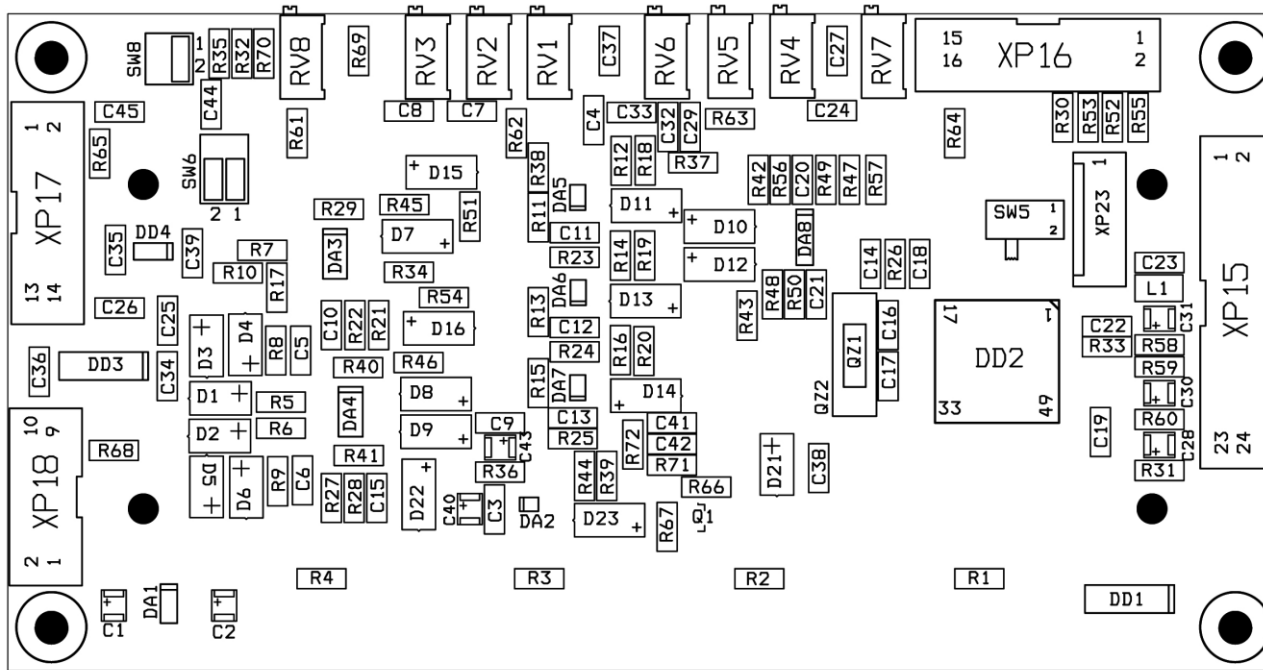 SW8
1
2
R35
R32
R70
RV8
R69
RV3
RV2
RV1
C37
RV6
RV5
RV4
C27
RV7
15
16
XP16
1
2
C45
C44
C8
C7
C4
C33
C32
C29
R63
C24
R64
R30
R53
R52
R55
1 2
XP17
13 14
R65
R61
R62
SW6
2 1
D15
R38
R12
R18
R37
R42
R56
C20
R49
R47
R57
XP23
1
1 2
XP15
23
24
R29
R45
R51
R11
DA5
D11
D10
DA8
SW5
1
2
C35
DD4
C39
R7
DA3
D7
C11
R23
R14
R19
D12
C14
R26
C18
C23
R10
R17
R34
R54
DA6
R13
D13
R43
R48
R50
C21
L1
C26
C25
C10
R22
R21
D16
C12
R24
R16
R20
QZ1
QZ2
C16
C17
17
1
DD2
33
49
C22
R33
C31
R58
R59
C36
DD3
C34
D3
D4
R8
C5
R40
R46
R15
DA7
D14
C30
D1
R5
DA4
D8
C9
C13
C41
R60
10
9
XP18
2
1
R68
D2
R6
D9
C43
R25
R72
C42
R71
D21
C38
C19
C28
R31
R41
R36
D5
D6
R9
C6
R27
R28
C15
D22
C40
C3
DA2
R44
R39
D23
R66
R67
Q1
R4
R3
R2
R1
C1
DA1
C2
DD1